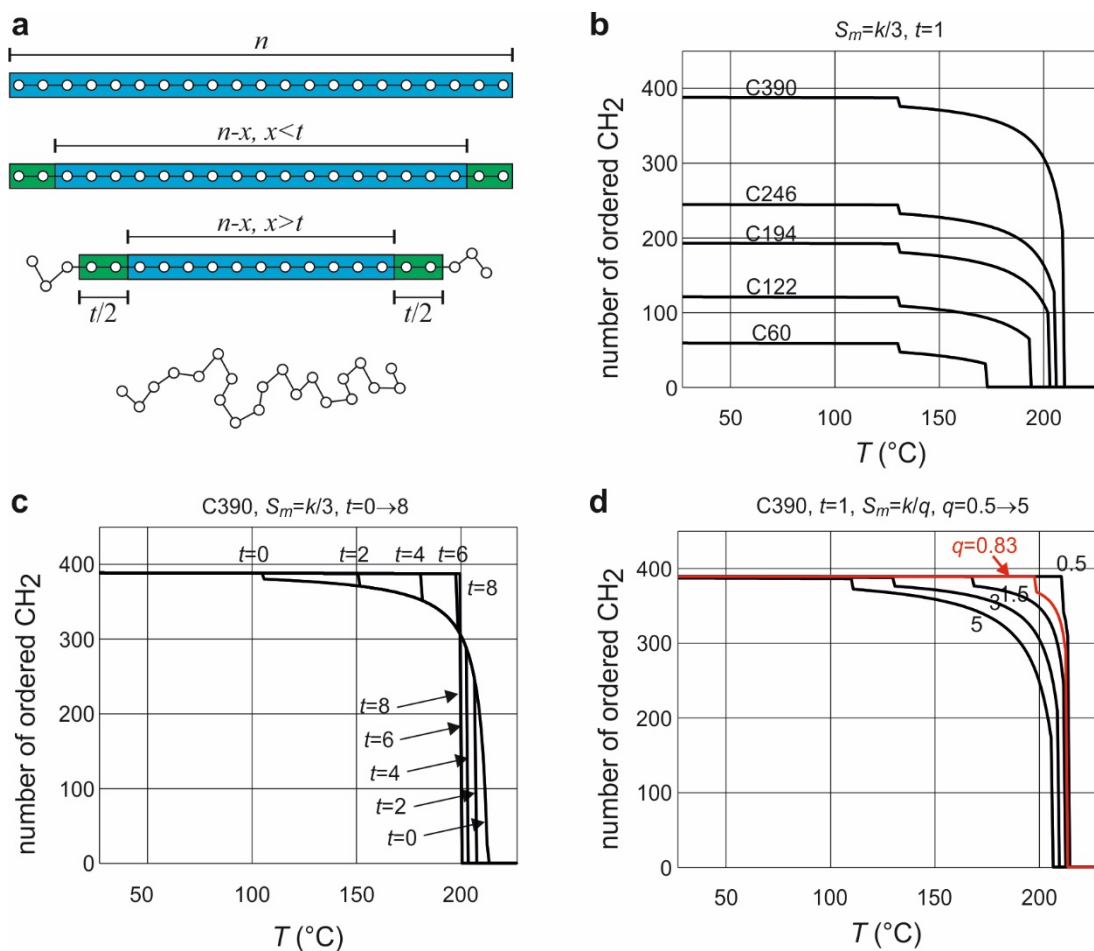 a
n
n-x, x<t
n-x, x>t
t/2
t/2
b
Sm=k/3, t=1
number of ordered CH2
400
300
200
100
0
C390
C246
C194
C122
C60
50
100
150
200
T (°C)
c
C390, Sm=k/3, t=0→8
number of ordered CH2
400
300
200
100
0
t=0
t=2
t=4
t=6
t=8
t=8
t=6
t=4
t=2
t=0
50
100
150
200
T (°C)
d
C390, t=1, Sm=k/q, q=0.5→5
number of ordered CH2
400
300
200
100
0
q=0.83
0.5
1.5
3
5
50
100
150
200
T (°C)